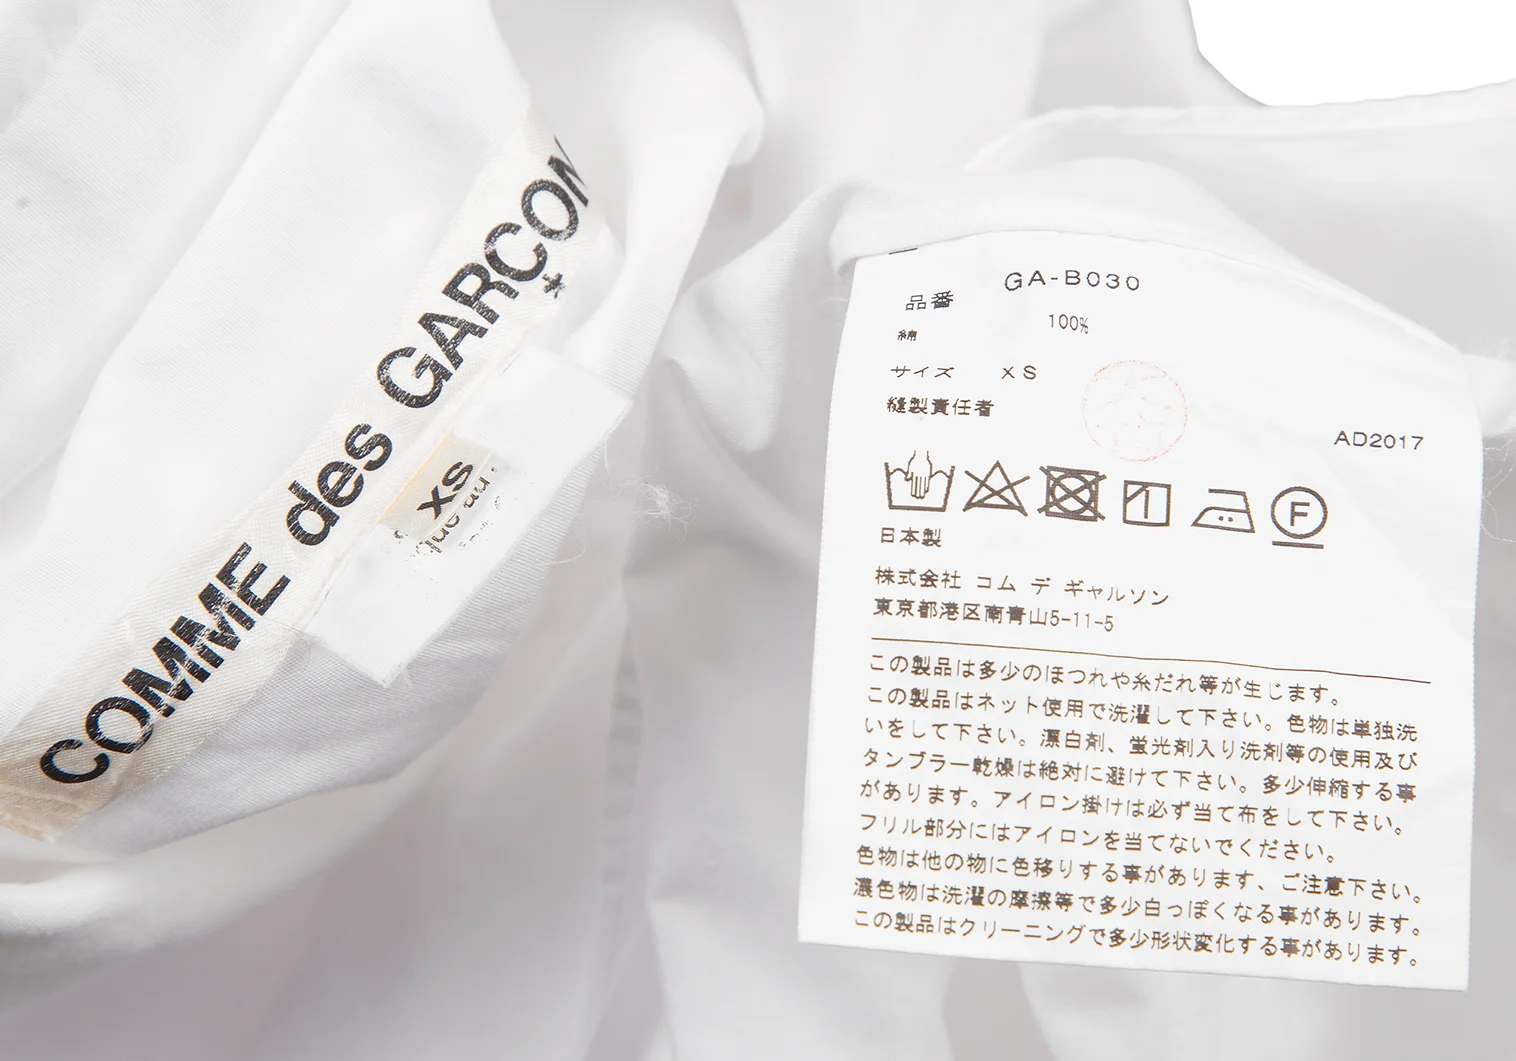 COMME des GARÇON
XS
品番 GA-B030
綿 100%
サイズ XS
縫製責任者
AD2017
1
F
日本製
株式会社 コム デ ギャルソン
東京都港区南青山5-11-5
この製品は多少のほつれや糸だれ等が生じます。
この製品はネット使用で洗濯して下さい。色物は単独洗
いをして下さい。漂白剤、蛍光剤入り洗剤等の使用及び
タンブラー乾燥は絶対に避けて下さい。多少伸縮する事
があります。アイロン掛けは必ず当て布をして下さい。
フリル部分にはアイロンを当てないでください。
色物は他の物に色移りする事があります、ご注意下さい。
濃色物は洗濯の摩擦等で多少白っぽくなる事があります。
この製品はクリーニングで多少形状変化する事があります。